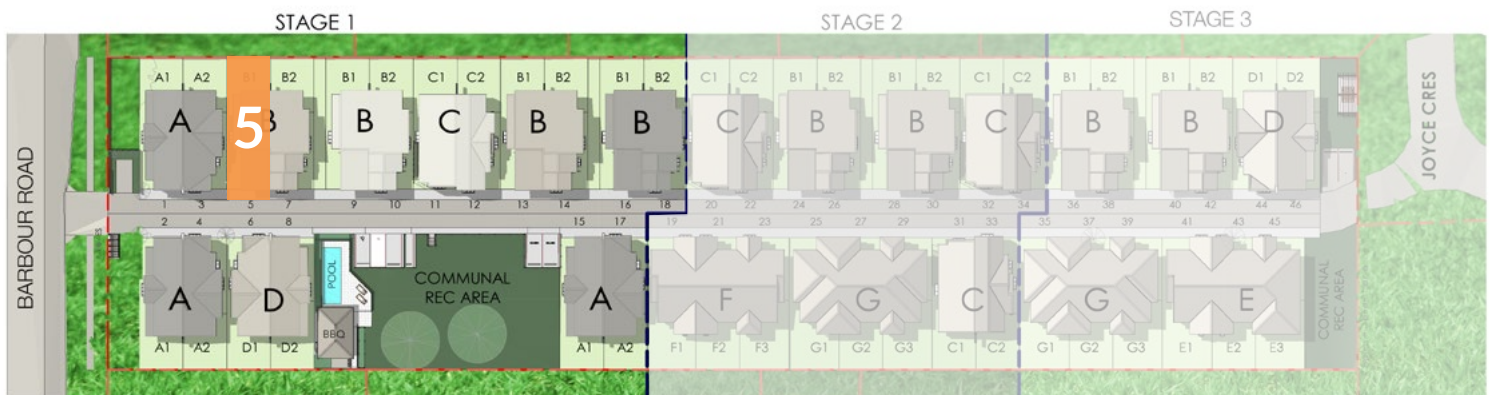 STAGE 1 STAGE 2 STAGE 3
A1 A2 B1 B2 B1 B2 C1 C2 B1 B2 B1 B2 C1 C2 B1 B2 B1 B2 C1 C2 B1 B2 B1 B2 D1 D2
A 5 B B C B B C B B C B B D
BARBOUR ROAD
JOYCE CRES
1 3 5 7 9 10 11 12 13 14 16 18 20 22 24 26 28 30 32 34 36 38 40 42 44 46
2 4 6 8 15 17 19 21 23 25 27 29 31 33 35 37 39 41 43 45
A D POOL COMMUNAL
REC AREA A F G C G E COMMUNAL
REC AREA
BBQ
A1 A2 D1 D2 A1 A2 F1 F2 F3 G1 G2 G3 C1 C2 G1 G2 G3 E1 E2 E3